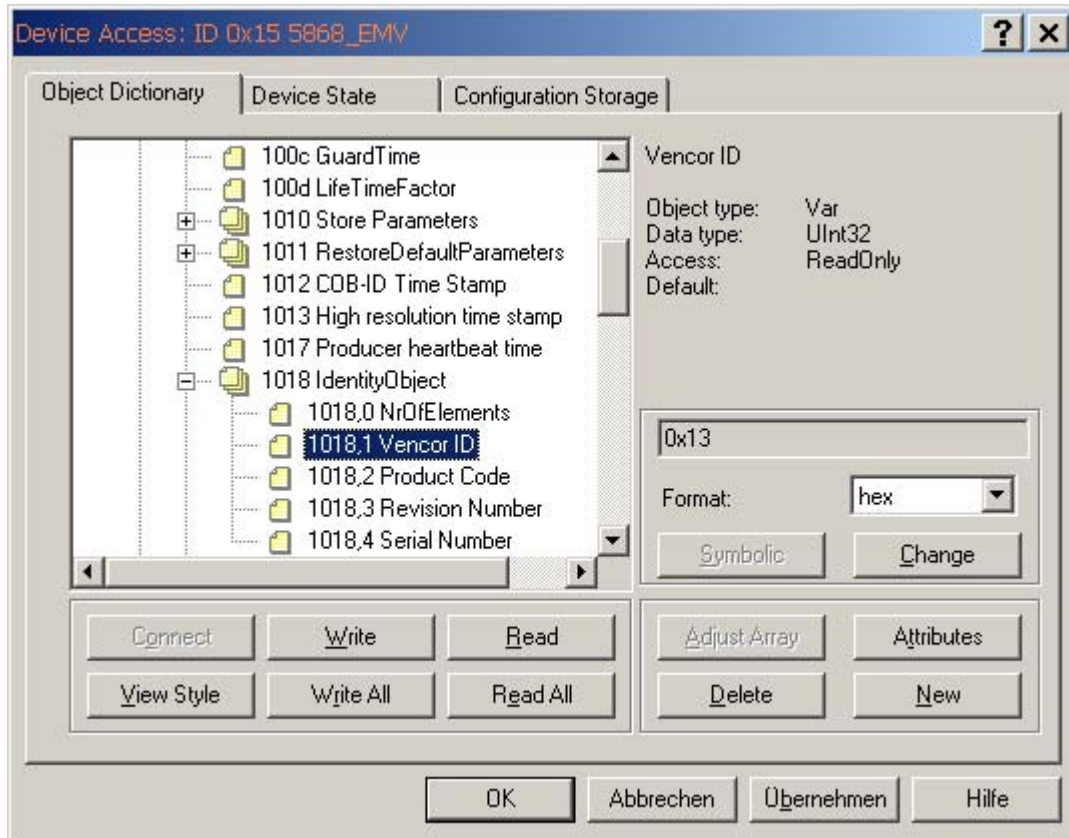 Device Access: ID 0x15 5868_EMV
Object Dictionary
Device State
Configuration Storage
100c GuardTime
100d LifeTimeFactor
1010 Store Parameters
1011 RestoreDefaultParameters
1012 COB-ID Time Stamp
1013 High resolution time stamp
1017 Producer heartbeat time
1018 IdentityObject
1018,0 NrOfElements
1018,1 Vencor ID
1018,2 Product Code
1018,3 Revision Number
1018,4 Serial Number
Vencor ID
Object type: Var
Data type: UInt32
Access: ReadOnly
Default:
0x13
Format: hex
Symbolic Change
Connect Write Read
View Style Write All Read All
Adjust Array Attributes
Delete New
OK Abbrechen Übernehmen Hilfe